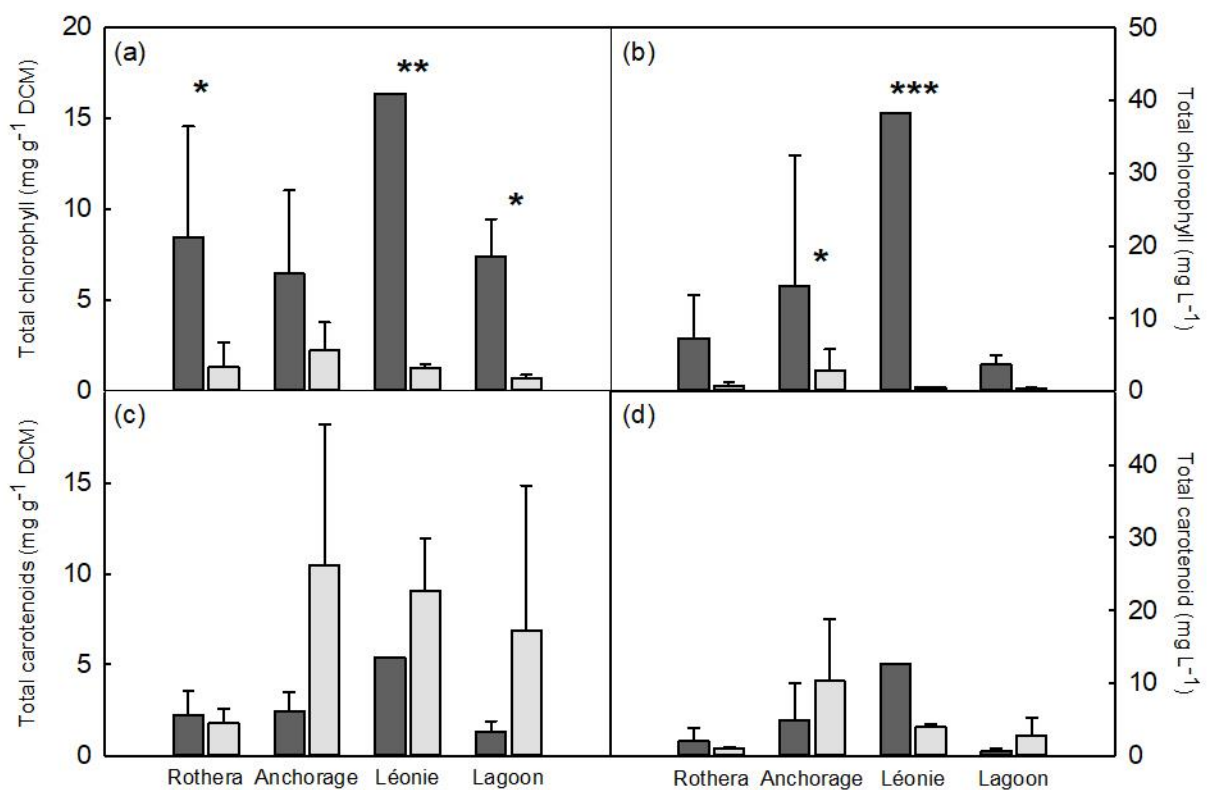 20
(a)
*
**
*
15
10
5
0
Total chlorophyll (mg g⁻¹ DCM)
(b)
*
***
50
40
30
20
10
0
Total chlorophyll (mg L⁻¹)
(c)
15
10
5
0
Total carotenoids (mg g⁻¹ DCM)
Rothera Anchorage Léonie Lagoon
(d)
40
30
20
10
0
Total carotenoid (mg L⁻¹)
Rothera Anchorage Léonie Lagoon